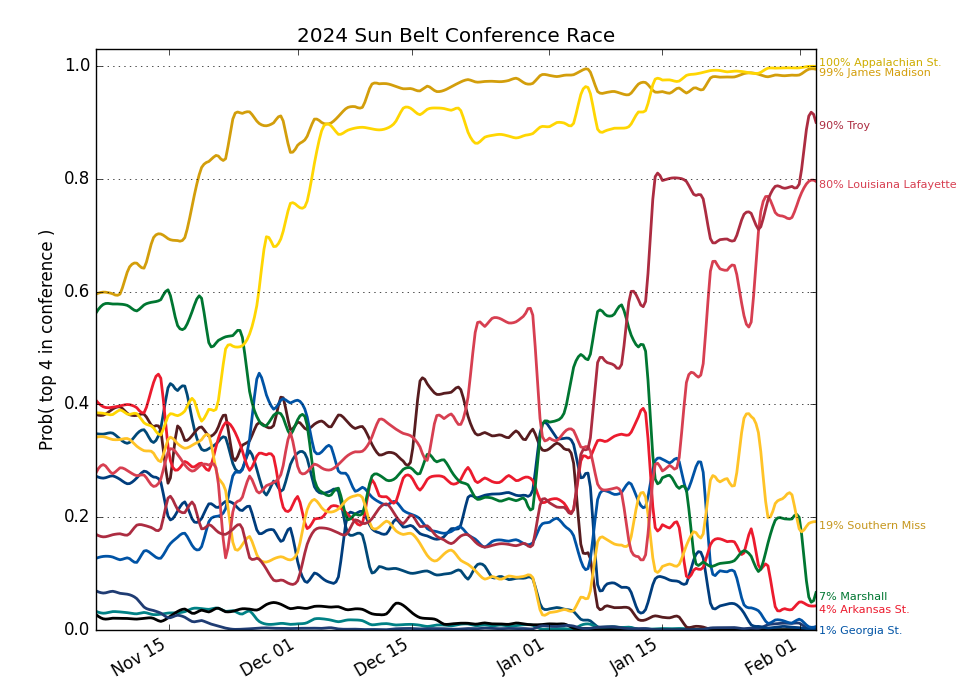 2024 Sun Belt Conference Race
Prob( top 4 in conference )
1.0
0.8
0.6
0.4
0.2
0.0
Nov 15
Dec 01
Dec 15
Jan 01
Jan 15
Feb 01
100% Appalachian St.
99% James Madison
90% Troy
80% Louisiana Lafayette
19% Southern Miss
7% Marshall
4% Arkansas St.
1% Georgia St.